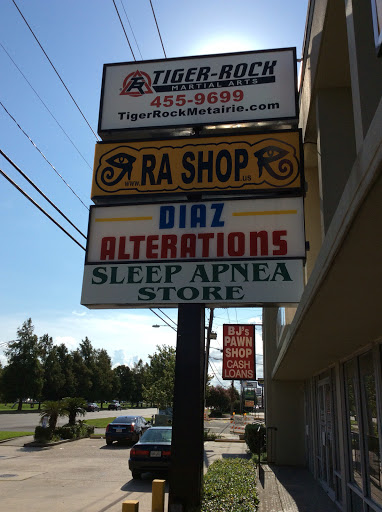 TIGER-ROCK
MARTIAL ARTS
455-9699
TigerRockMetairie.com
www.RA SHOP.us
DIAZ
ALTERATIONS
SLEEP APNEA
STORE
BJ's
PAWN
SHOP
CASH
LOANS